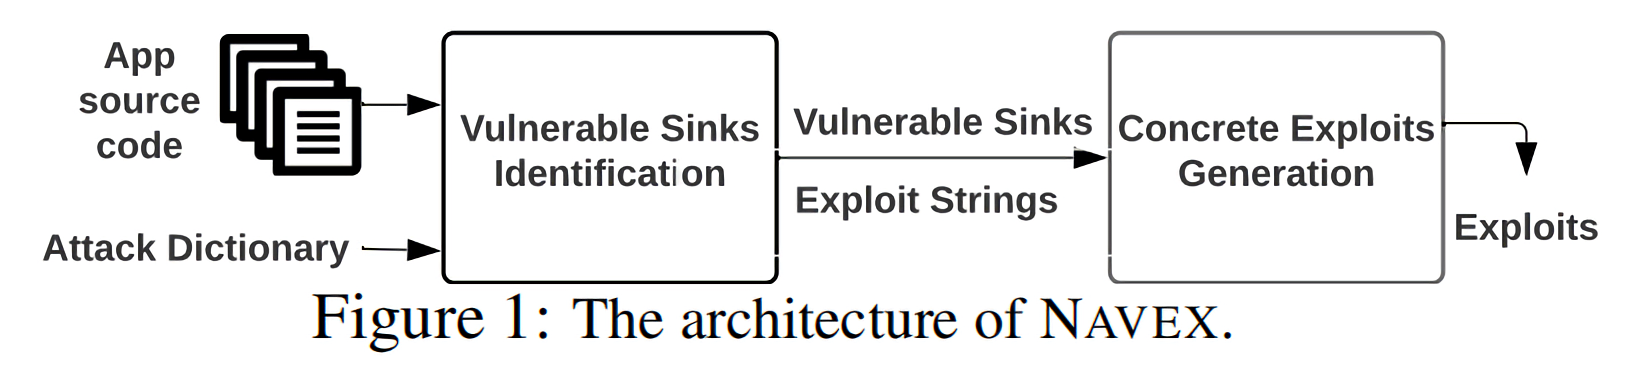 App
source
code
Attack Dictionary
Vulnerable Sinks
Identification
Vulnerable Sinks
Exploit Strings
Concrete Exploits
Generation
Exploits
Figure 1: The architecture of NAVEX.